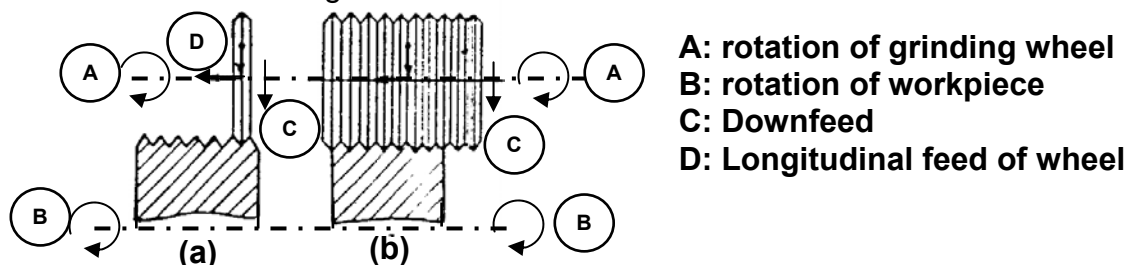 D
A
A
C
C
B
B
(a)
(b)
A: rotation of grinding wheel
B: rotation of workpiece
C: Downfeed
D: Longitudinal feed of wheel